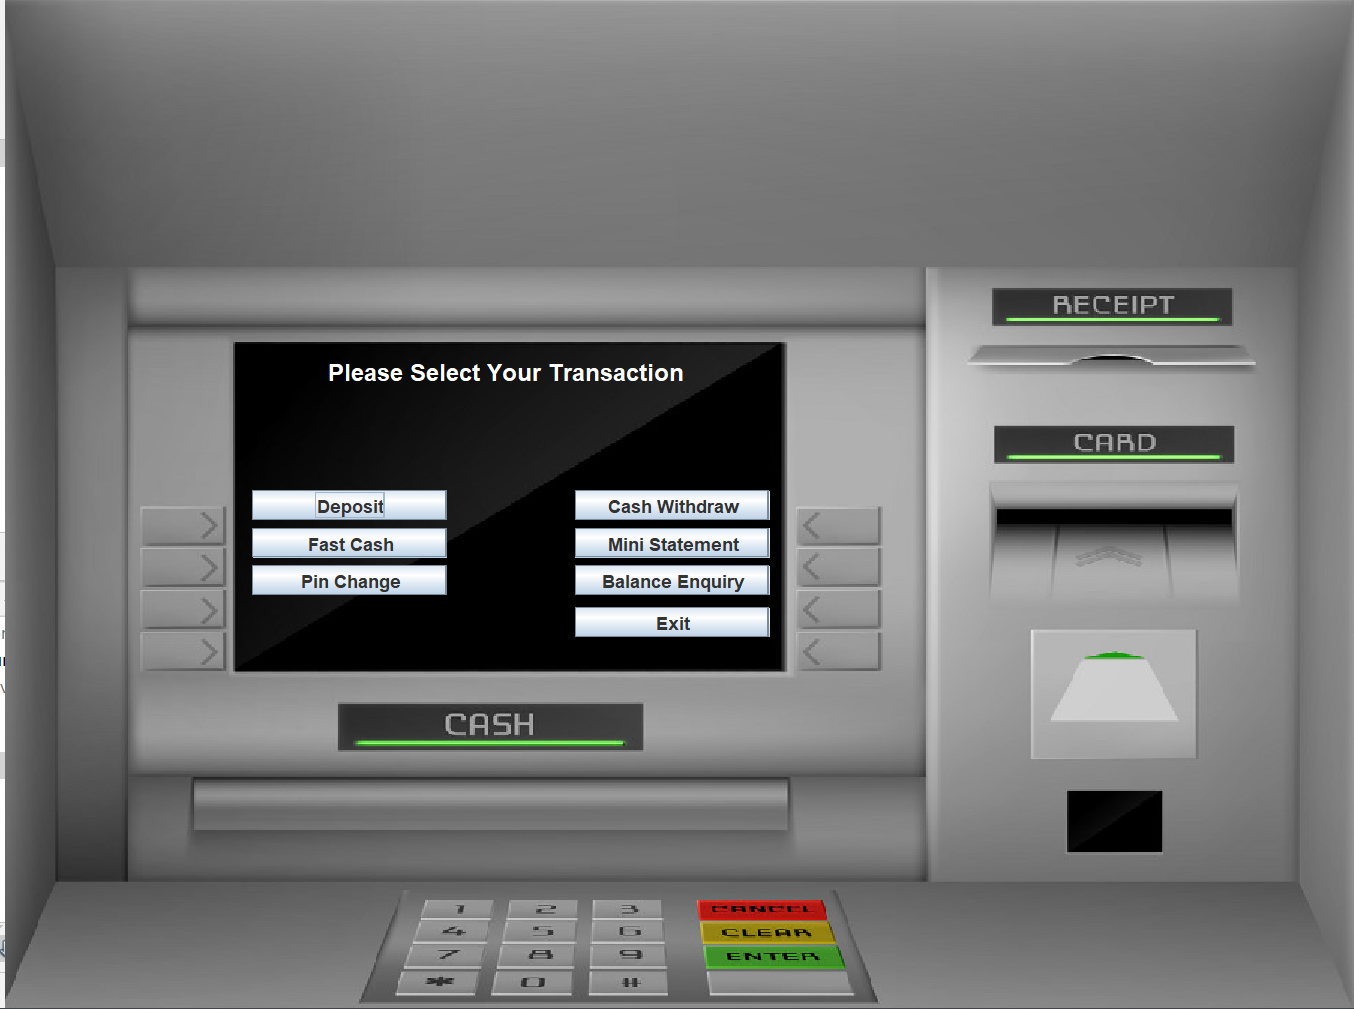 Please Select Your Transaction
Deposit
Cash Withdraw
Fast Cash
Mini Statement
Pin Change
Balance Enquiry
Exit
RECEIPT
CARD
CASH
1 2 3 CANCEL
4 5 6 CLEAR
7 8 9 ENTER
* 0 #